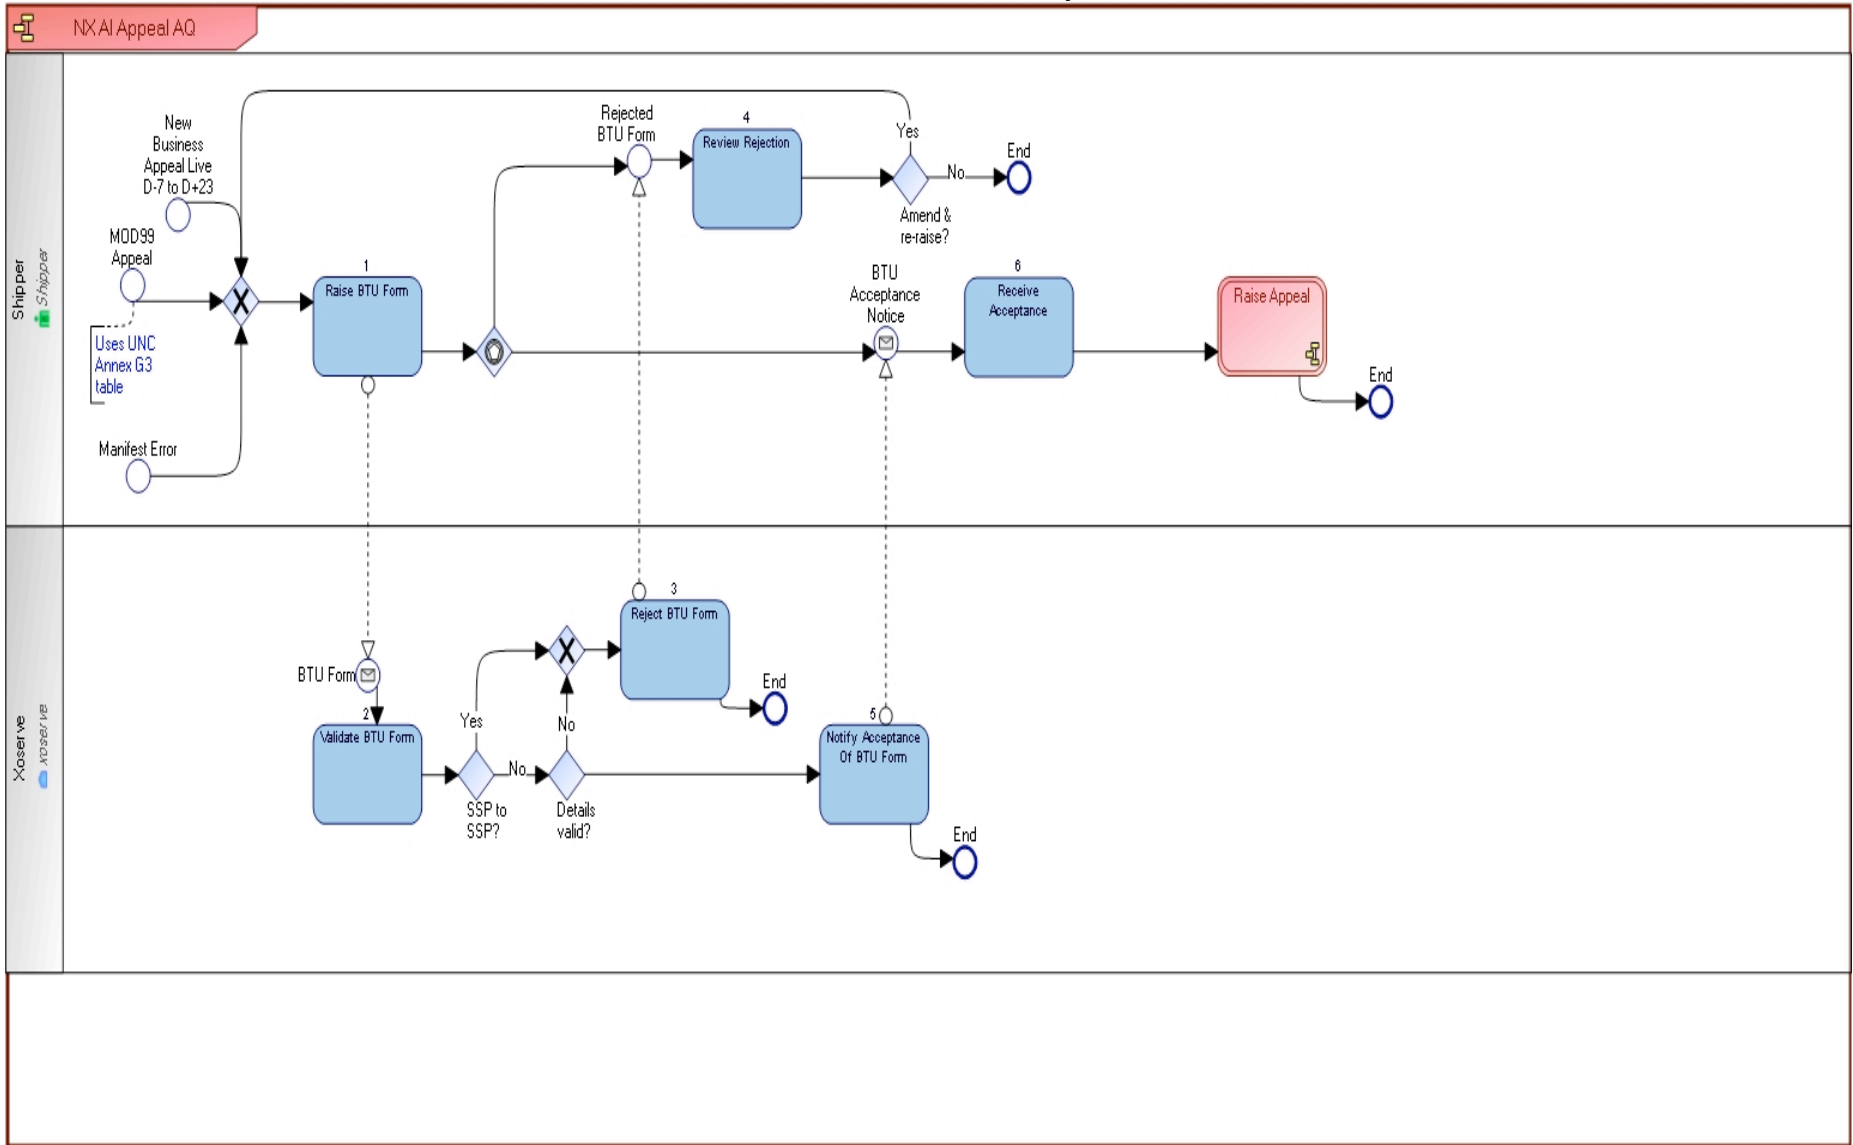 NX AI Appeal AQ
Shipper
Shipper
New
Business
Appeal Live
D-7 to D+23
MOD99
Appeal
Uses UNC
Annex G3
table
Manifest Error
1
Raise BTU Form
Rejected
BTU Form
4
Review Rejection
Yes
No
End
Amend &
re-raise?
BTU
Acceptance
Notice
6
Receive
Acceptance
Raise Appeal
End
Xoserve
xoserve
BTU Form
2
Validate BTU Form
Yes
No
SSP to
SSP?
No
Details
valid?
3
Reject BTU Form
End
5
Notify Acceptance
Of BTU Form
End